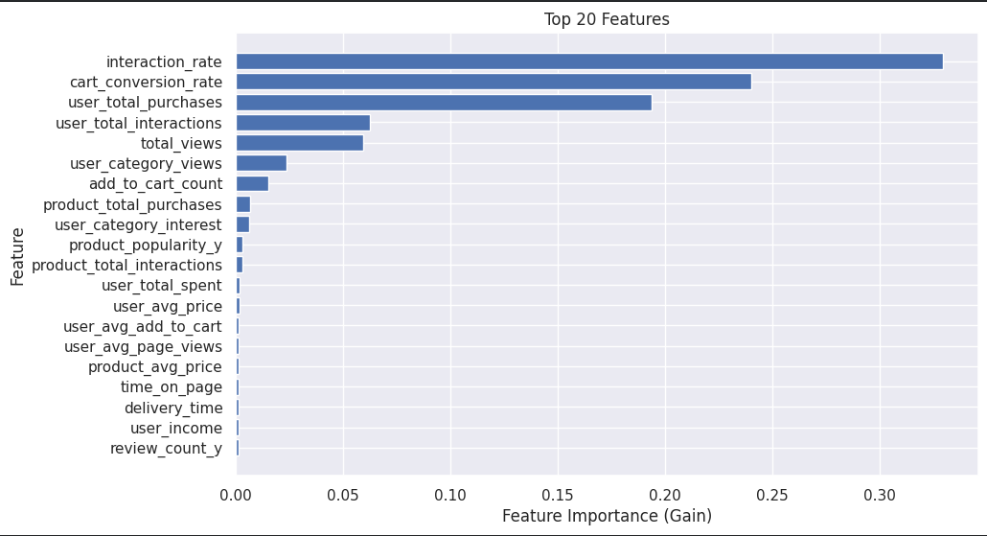 Top 20 Features
interaction_rate
cart_conversion_rate
user_total_purchases
user_total_interactions
total_views
user_category_views
add_to_cart_count
product_total_purchases
user_category_interest
product_popularity_y
product_total_interactions
user_total_spent
user_avg_price
user_avg_add_to_cart
user_avg_page_views
product_avg_price
time_on_page
delivery_time
user_income
review_count_y
Feature
0.00 0.05 0.10 0.15 0.20 0.25 0.30
Feature Importance (Gain)